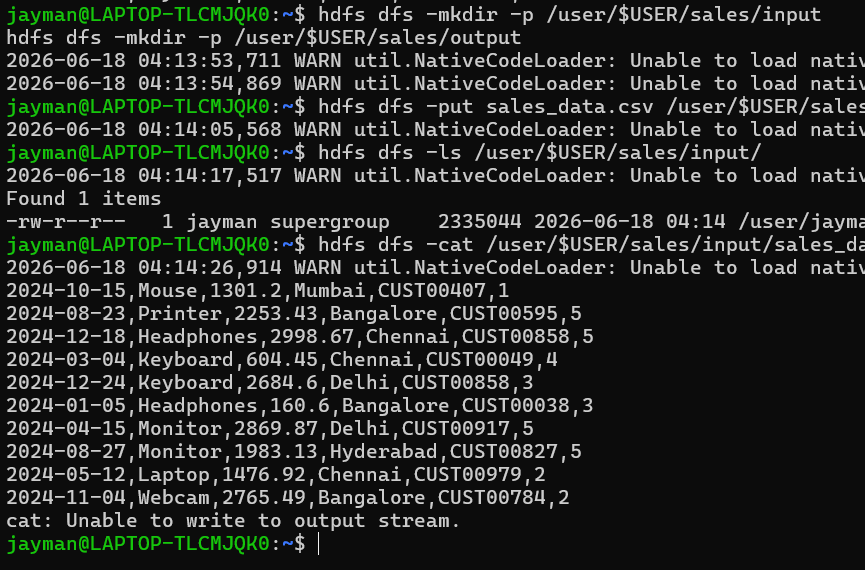 jayman@LAPTOP-TLCMJQK0:~$ hdfs dfs -mkdir -p /user/$USER/sales/input
hdfs dfs -mkdir -p /user/$USER/sales/output
2026-06-18 04:13:53,711 WARN util.NativeCodeLoader: Unable to load nativ
2026-06-18 04:13:54,869 WARN util.NativeCodeLoader: Unable to load nativ
jayman@LAPTOP-TLCMJQK0:~$ hdfs dfs -put sales_data.csv /user/$USER/sales
2026-06-18 04:14:05,568 WARN util.NativeCodeLoader: Unable to load nativ
jayman@LAPTOP-TLCMJQK0:~$ hdfs dfs -ls /user/$USER/sales/input/
2026-06-18 04:14:17,517 WARN util.NativeCodeLoader: Unable to load nativ
Found 1 items
-rw-r--r--   1 jayman supergroup    2335044 2026-06-18 04:14 /user/jayma
jayman@LAPTOP-TLCMJQK0:~$ hdfs dfs -cat /user/$USER/sales/input/sales_da
2026-06-18 04:14:26,914 WARN util.NativeCodeLoader: Unable to load nativ
2024-10-15,Mouse,1301.2,Mumbai,CUST00407,1
2024-08-23,Printer,2253.43,Bangalore,CUST00595,5
2024-12-18,Headphones,2998.67,Chennai,CUST00858,5
2024-03-04,Keyboard,604.45,Chennai,CUST00049,4
2024-12-24,Keyboard,2684.6,Delhi,CUST00858,3
2024-01-05,Headphones,160.6,Bangalore,CUST00038,3
2024-04-15,Monitor,2869.87,Delhi,CUST00917,5
2024-08-27,Monitor,1983.13,Hyderabad,CUST00827,5
2024-05-12,Laptop,1476.92,Chennai,CUST00979,2
2024-11-04,Webcam,2765.49,Bangalore,CUST00784,2
cat: Unable to write to output stream.
jayman@LAPTOP-TLCMJQK0:~$